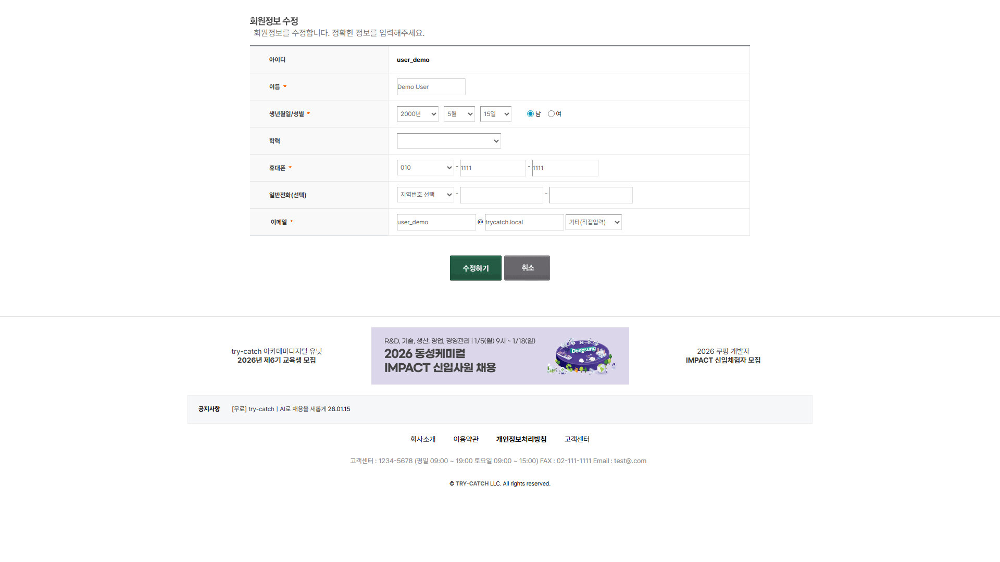 회원정보 수정
· 회원정보를 수정합니다. 정확한 정보를 입력해주세요.
아이디 user_demo
이름 * Demo User
생년월일/성별 * 2000년 5월 15일 남 여
학력
휴대폰 * 010 - 1111 - 1111
일반전화(선택) 지역번호 선택 - -
이메일 * user_demo @ trycatch.local 기타(직접입력)
수정하기 취소
try-catch 아카데미디지털 유닛
2026년 제6기 교육생 모집
R&D, 기술, 생산, 영업, 경영관리 | 1/5(월) 9시 ~ 1/18(일)
2026 동성케미컬
IMPACT 신입사원 채용
Dongsung
2026 쿠팡 개발자
IMPACT 신입체험자 모집
공지사항 [무료] try-catch | AI로 채용을 새롭게 26.01.15
회사소개 이용약관 개인정보처리방침 고객센터
고객센터 : 1234-5678 (평일 09:00 ~ 19:00 토요일 09:00 ~ 15:00) FAX : 02-111-1111 Email : test@.com
© TRY-CATCH LLC. All rights reserved.